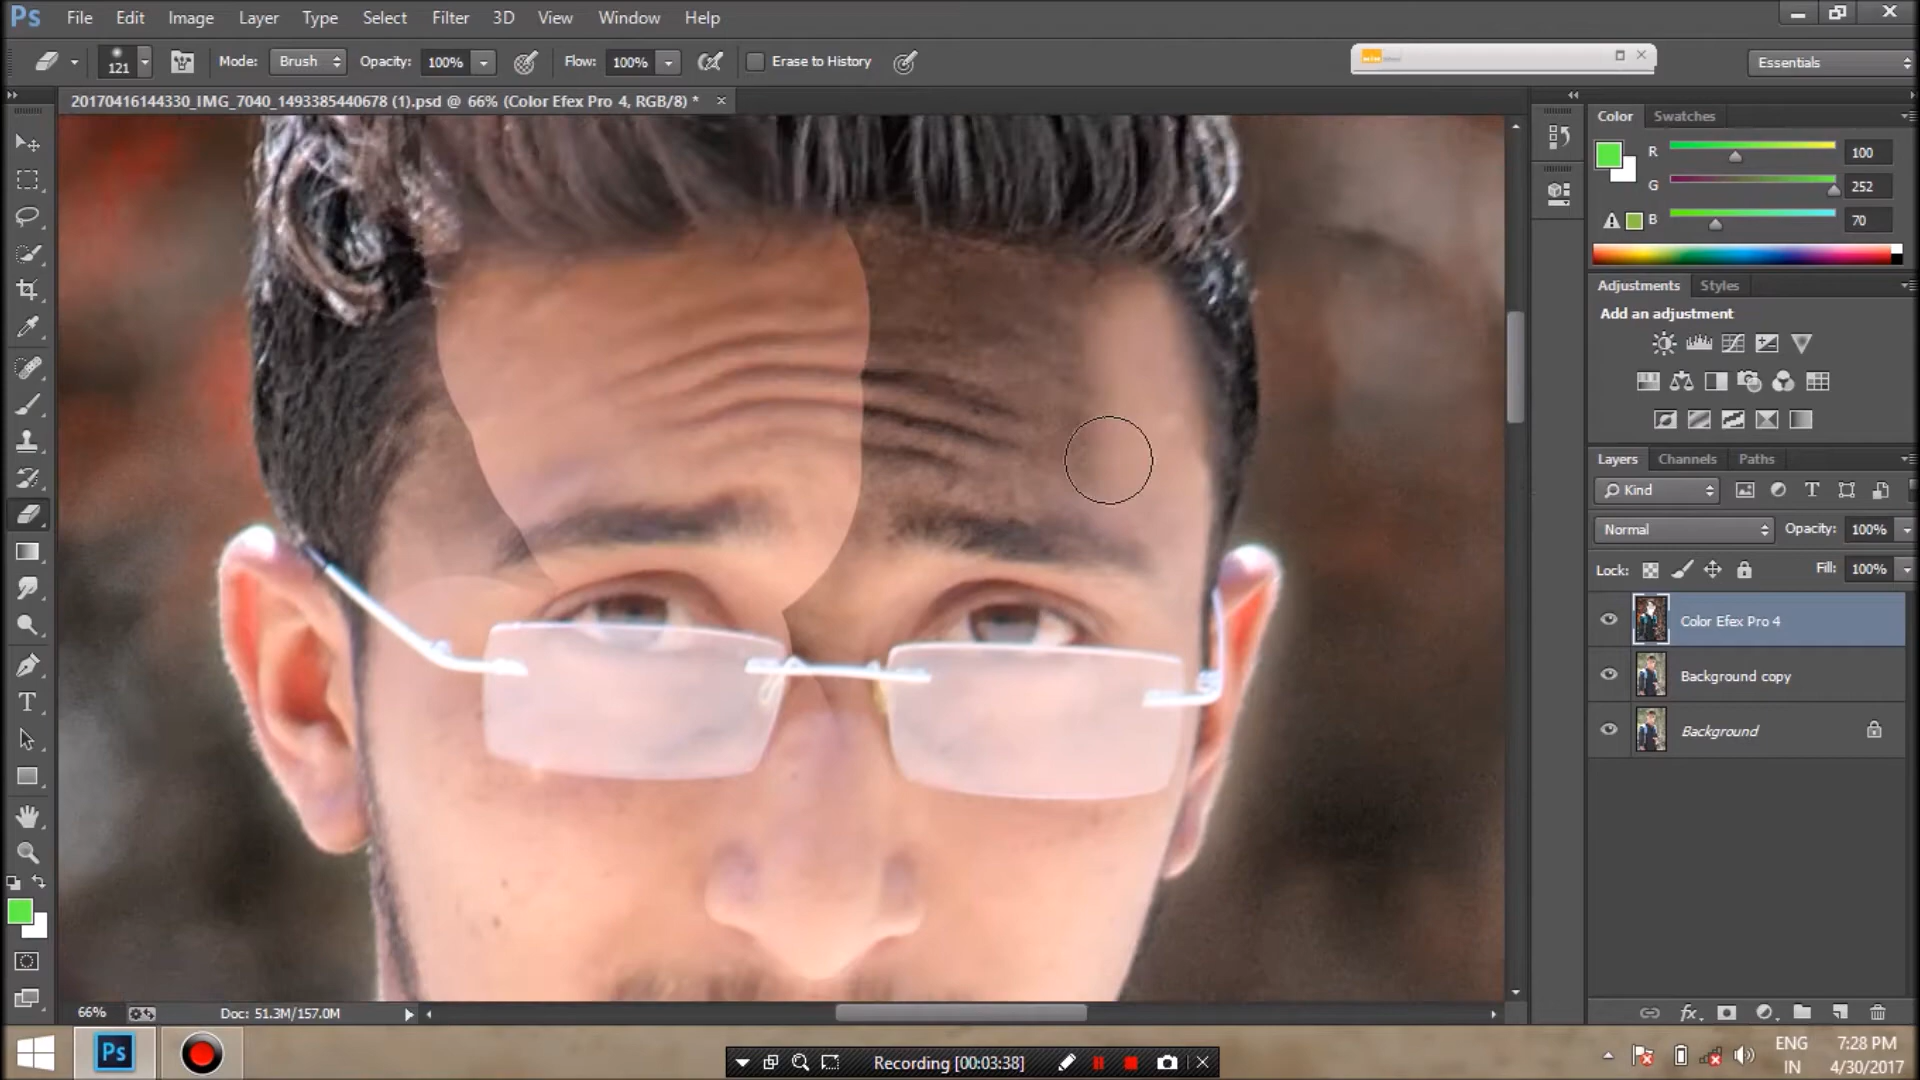 Ps File Edit Image Layer Type Select Filter 3D View Window Help
121 Mode: Brush Opacity: 100% Flow: 100% Erase to History Essentials
20170416144330_IMG_7040_1493385440678 (1).psd @ 66% (Color Efex Pro 4, RGB/8) *
Color Swatches
R 100
G 252
B 70
Adjustments Styles
Add an adjustment
Layers Channels Paths
Kind
Normal Opacity: 100%
Lock: Fill: 100%
Color Efex Pro 4
Background copy
Background
66% Doc: 51.3M/157.0M
Ps Recording [00:03:38]
ENG 7:28 PM
IN 4/30/2017